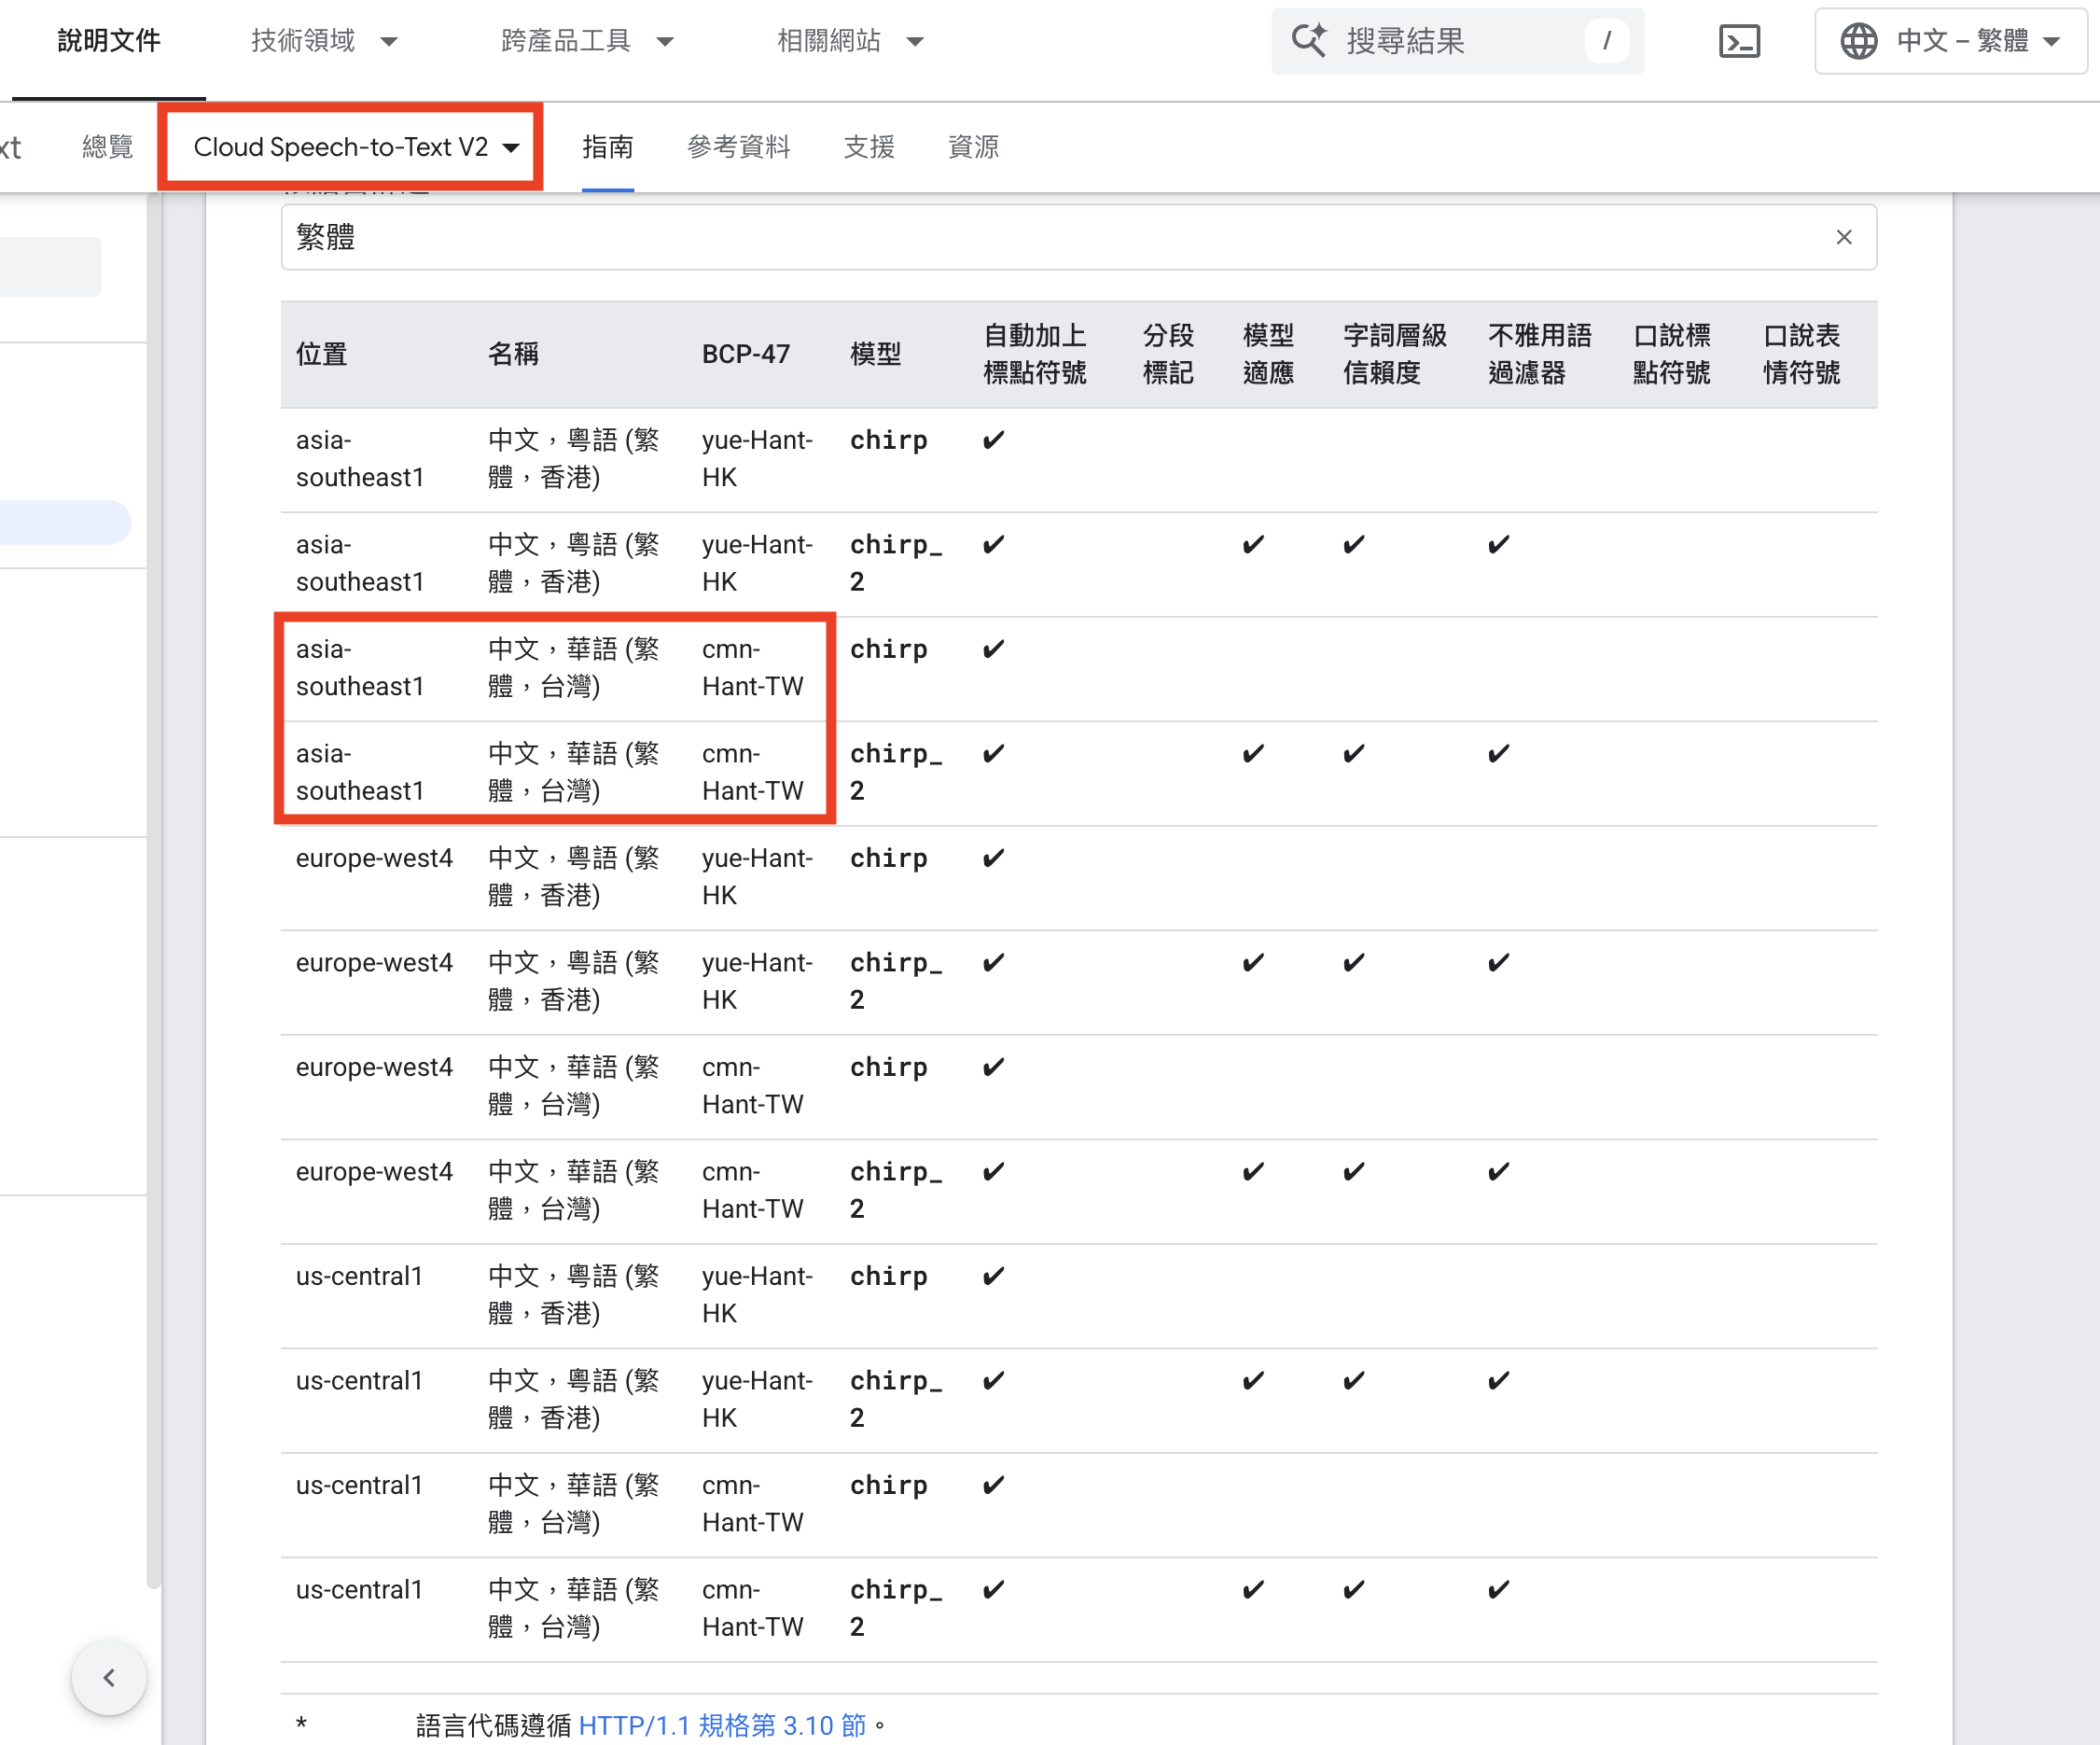 說明文件 技術領域 跨產品工具 相關網站 搜尋結果 / 中文 – 繁體
xt 總覽 Cloud Speech-to-Text V2 指南 參考資料 支援 資源
繁體 ×
位置 名稱 BCP-47 模型 自動加上標點符號 分段標記 模型適應 字詞層級信賴度 不雅用語過濾器 口說標點符號 口說表情符號
asia-southeast1 中文，粵語 (繁體，香港) yue-Hant-HK chirp ✔
asia-southeast1 中文，粵語 (繁體，香港) yue-Hant-HK chirp_2 ✔ ✔ ✔ ✔
asia-southeast1 中文，華語 (繁體，台灣) cmn-Hant-TW chirp ✔
asia-southeast1 中文，華語 (繁體，台灣) cmn-Hant-TW chirp_2 ✔ ✔ ✔ ✔
europe-west4 中文，粵語 (繁體，香港) yue-Hant-HK chirp ✔
europe-west4 中文，粵語 (繁體，香港) yue-Hant-HK chirp_2 ✔ ✔ ✔ ✔
europe-west4 中文，華語 (繁體，台灣) cmn-Hant-TW chirp ✔
europe-west4 中文，華語 (繁體，台灣) cmn-Hant-TW chirp_2 ✔ ✔ ✔ ✔
us-central1 中文，粵語 (繁體，香港) yue-Hant-HK chirp ✔
us-central1 中文，粵語 (繁體，香港) yue-Hant-HK chirp_2 ✔ ✔ ✔ ✔
us-central1 中文，華語 (繁體，台灣) cmn-Hant-TW chirp ✔
us-central1 中文，華語 (繁體，台灣) cmn-Hant-TW chirp_2 ✔ ✔ ✔ ✔
* 語言代碼遵循 HTTP/1.1 規格第 3.10 節。